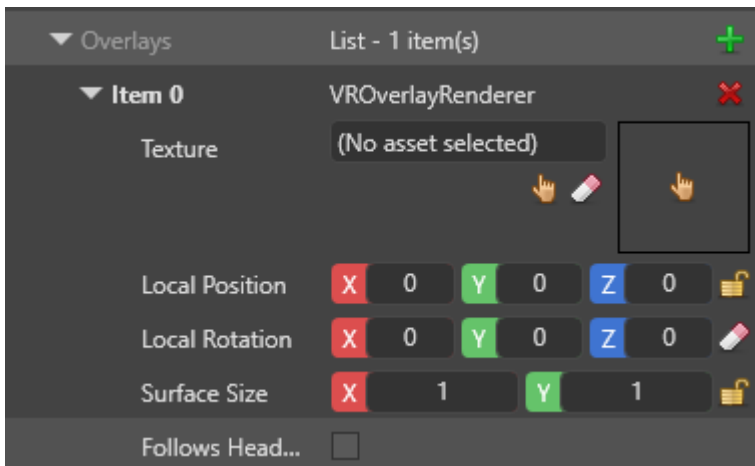 Overlays List - 1 item(s)
Item 0 VROverlayRenderer
Texture (No asset selected)
Local Position X 0 Y 0 Z 0
Local Rotation X 0 Y 0 Z 0
Surface Size X 1 Y 1
Follows Head...